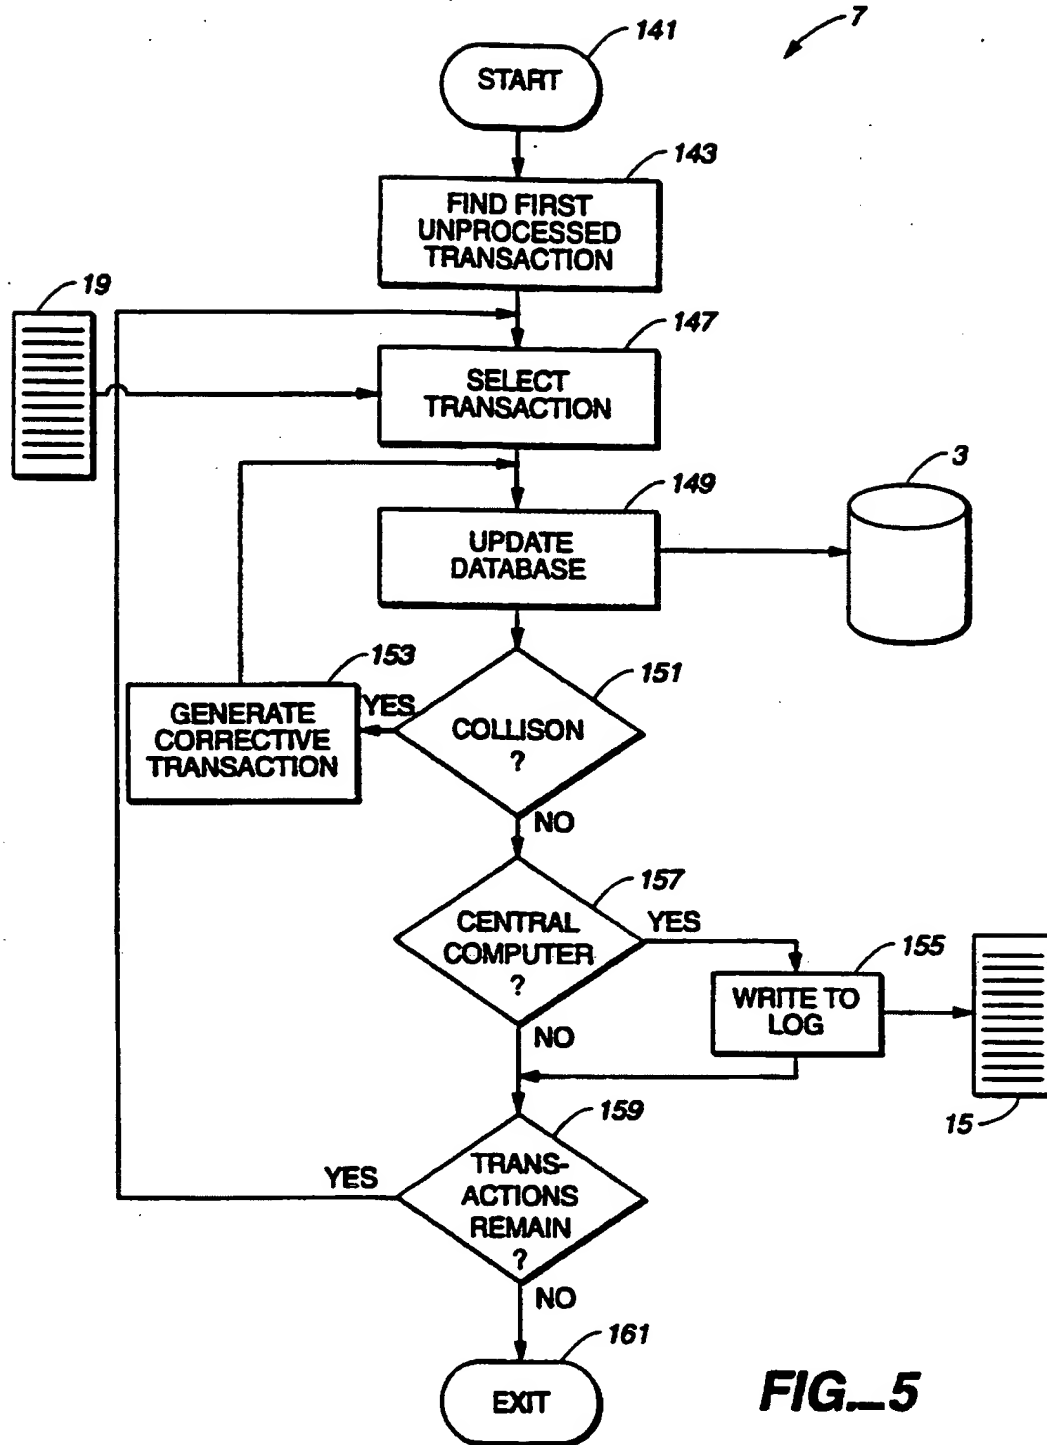 7
141
START
143
FIND FIRST
UNPROCESSED
TRANSACTION
19
147
SELECT
TRANSACTION
3
149
UPDATE
DATABASE
153
151
YES
GENERATE
CORRECTIVE
TRANSACTION
COLLISON
?
NO
157
CENTRAL
COMPUTER
?
YES
155
WRITE TO
LOG
NO
15
159
YES
TRANS-
ACTIONS
REMAIN
?
NO
161
EXIT
FIG._5